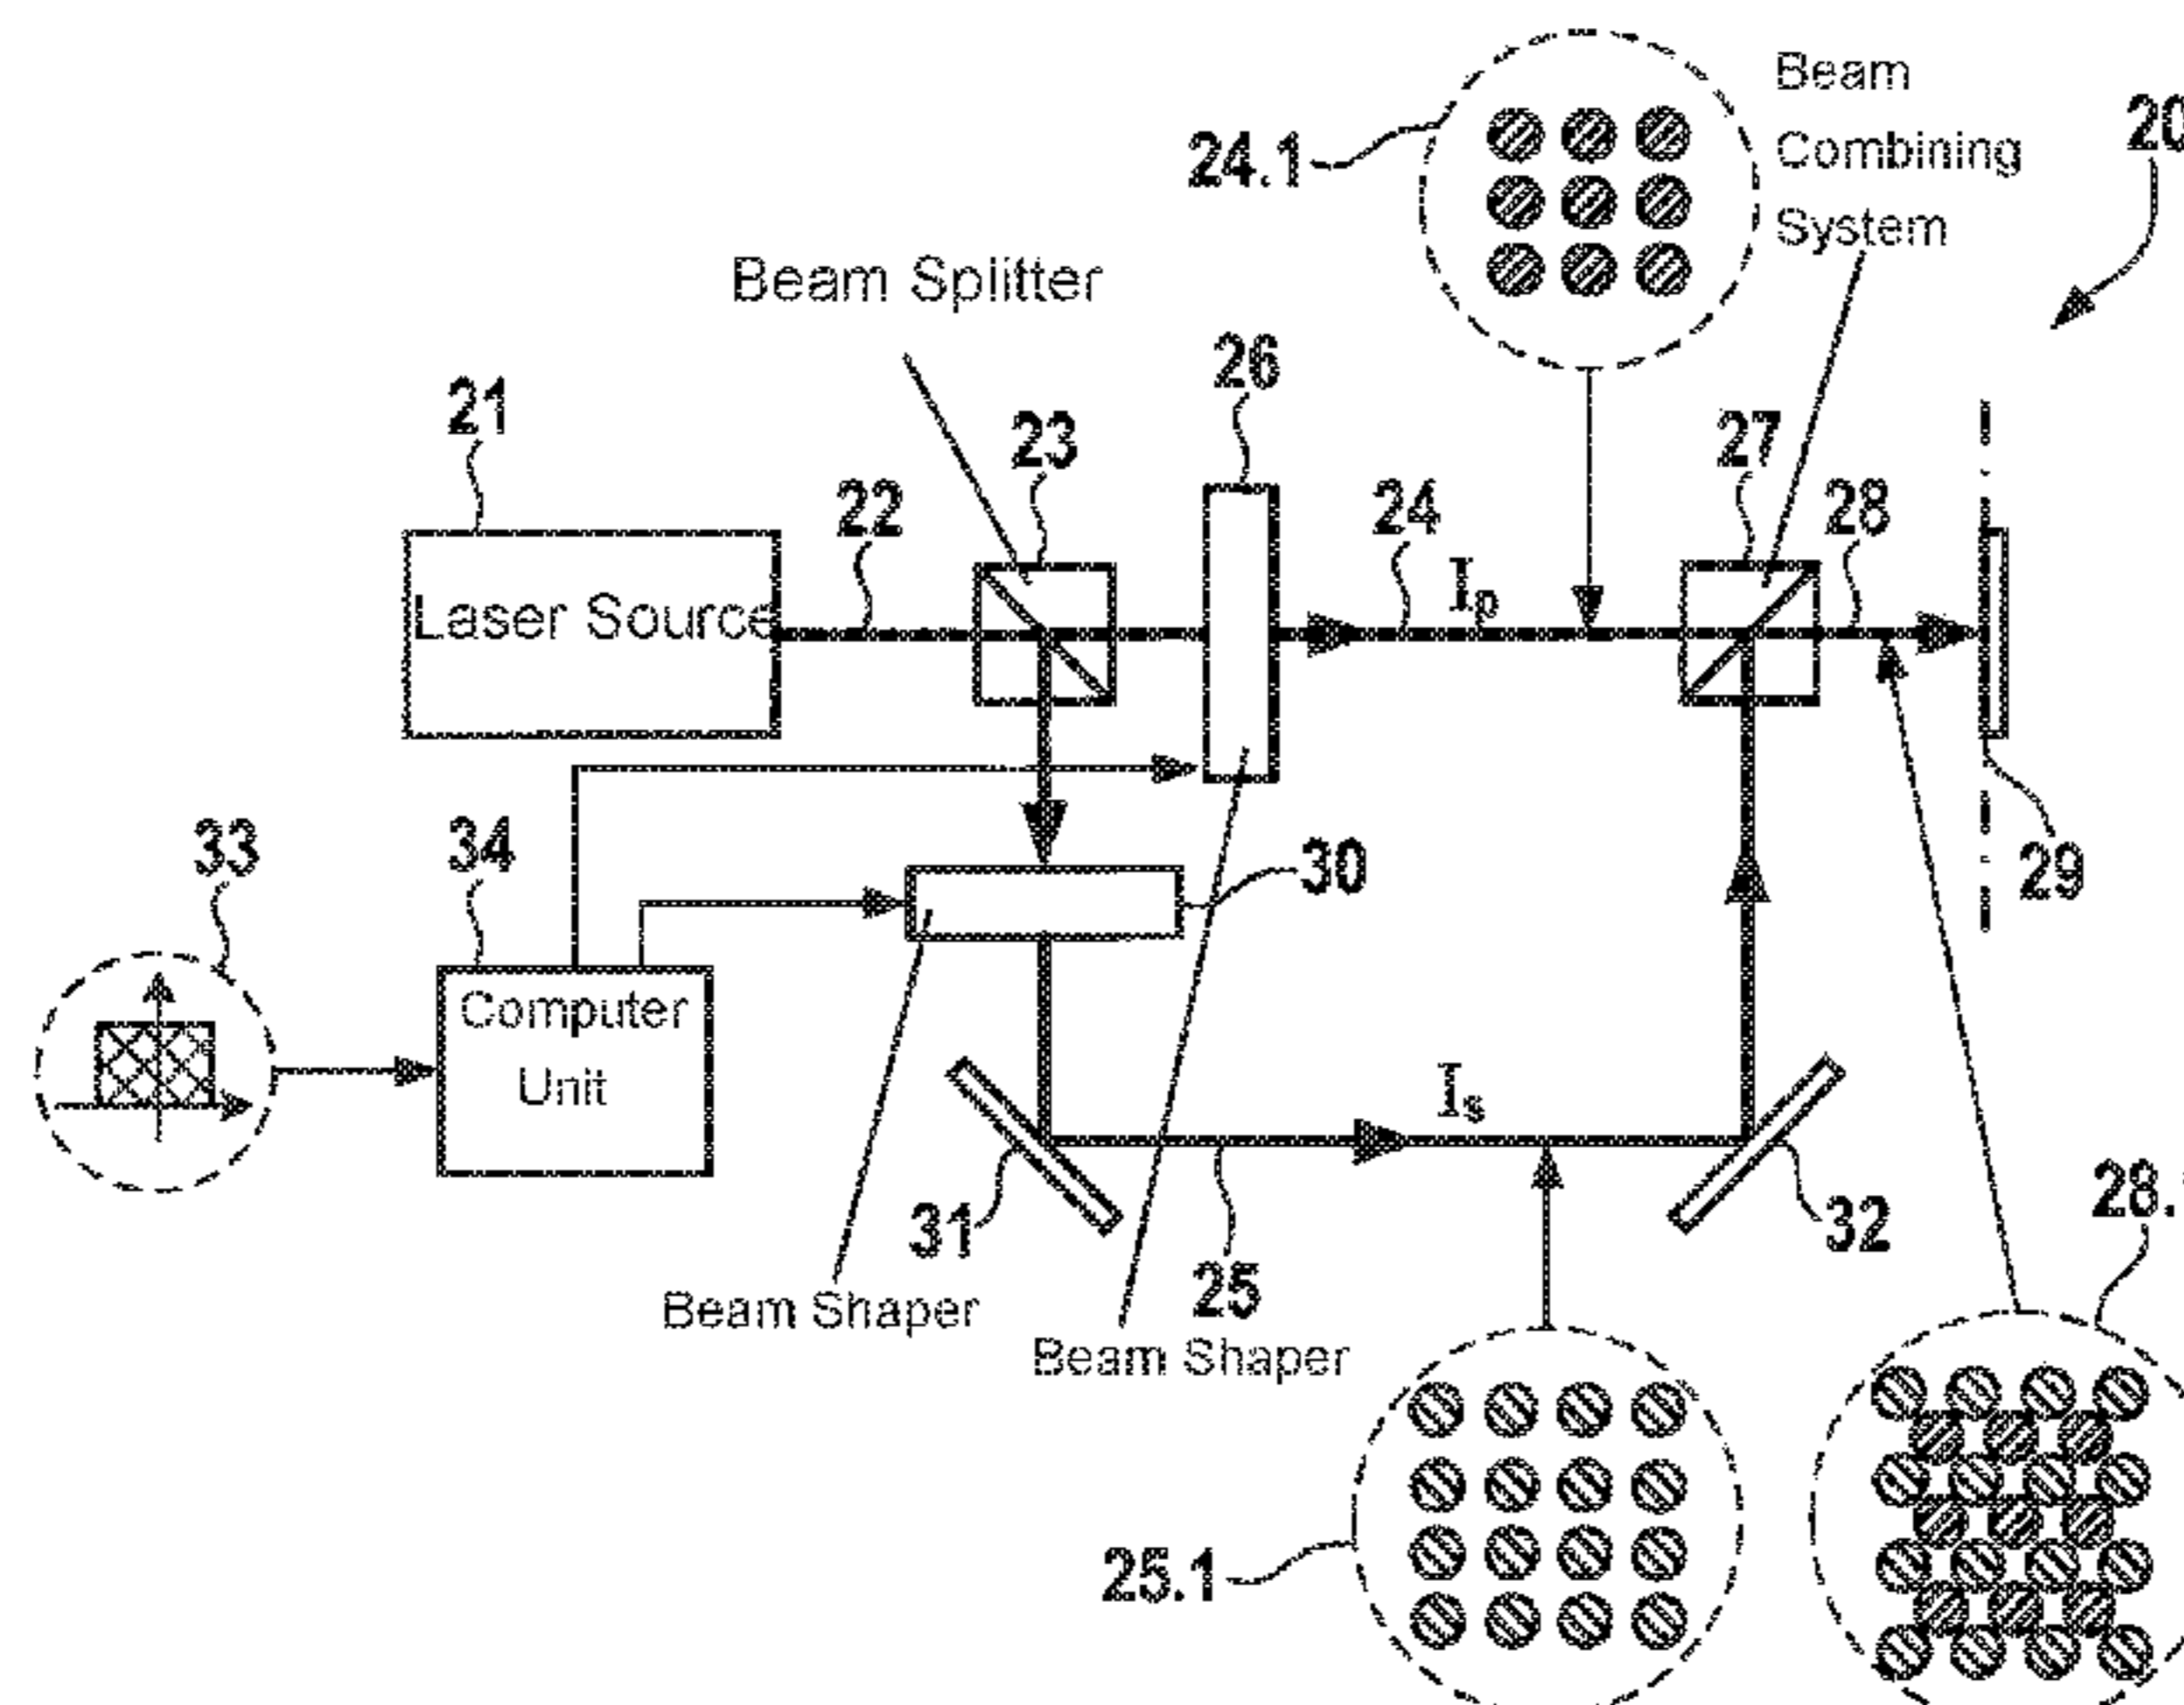 Beam
Combining
System
20
24.1
Beam Splitter
26
21
23
27
22
24
28
Laser Source
Ip
33
34
30
29
Computer
Unit
Is
31
25
32
28.
Beam Shaper
Beam Shaper
25.1